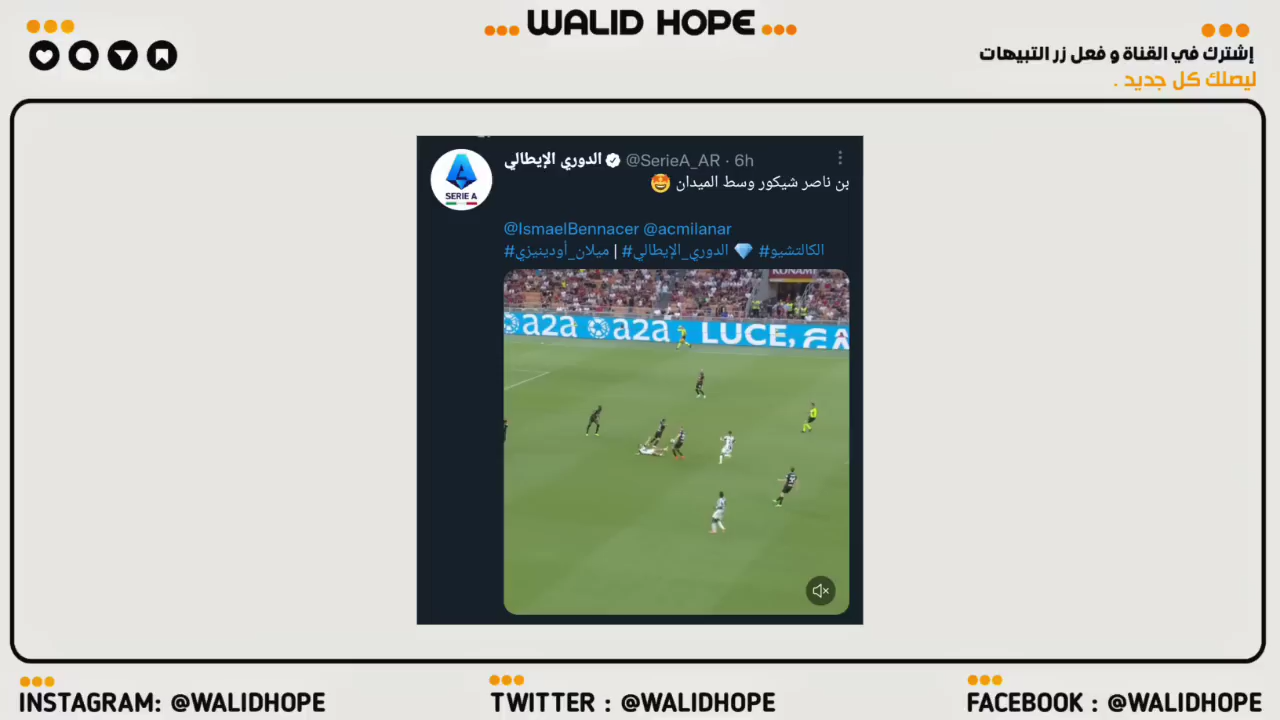 WALID HOPE
إشترك في القناة و فعل زر التبيهات
ليصلك كل جديد .
الدوري الإيطالي @SerieA_AR · 6h
بن ناصر شيكور وسط الميدان 🤩
SERIE A
@IsmaelBennacer @acmilanar
#الكالتشيو 💎 #الدوري_الإيطالي | #ميلان_أودينيزي
KONAMI
a2a a2a LUCE, GA
INSTAGRAM: @WALIDHOPE
TWITTER : @WALIDHOPE
FACEBOOK : @WALIDHOPE